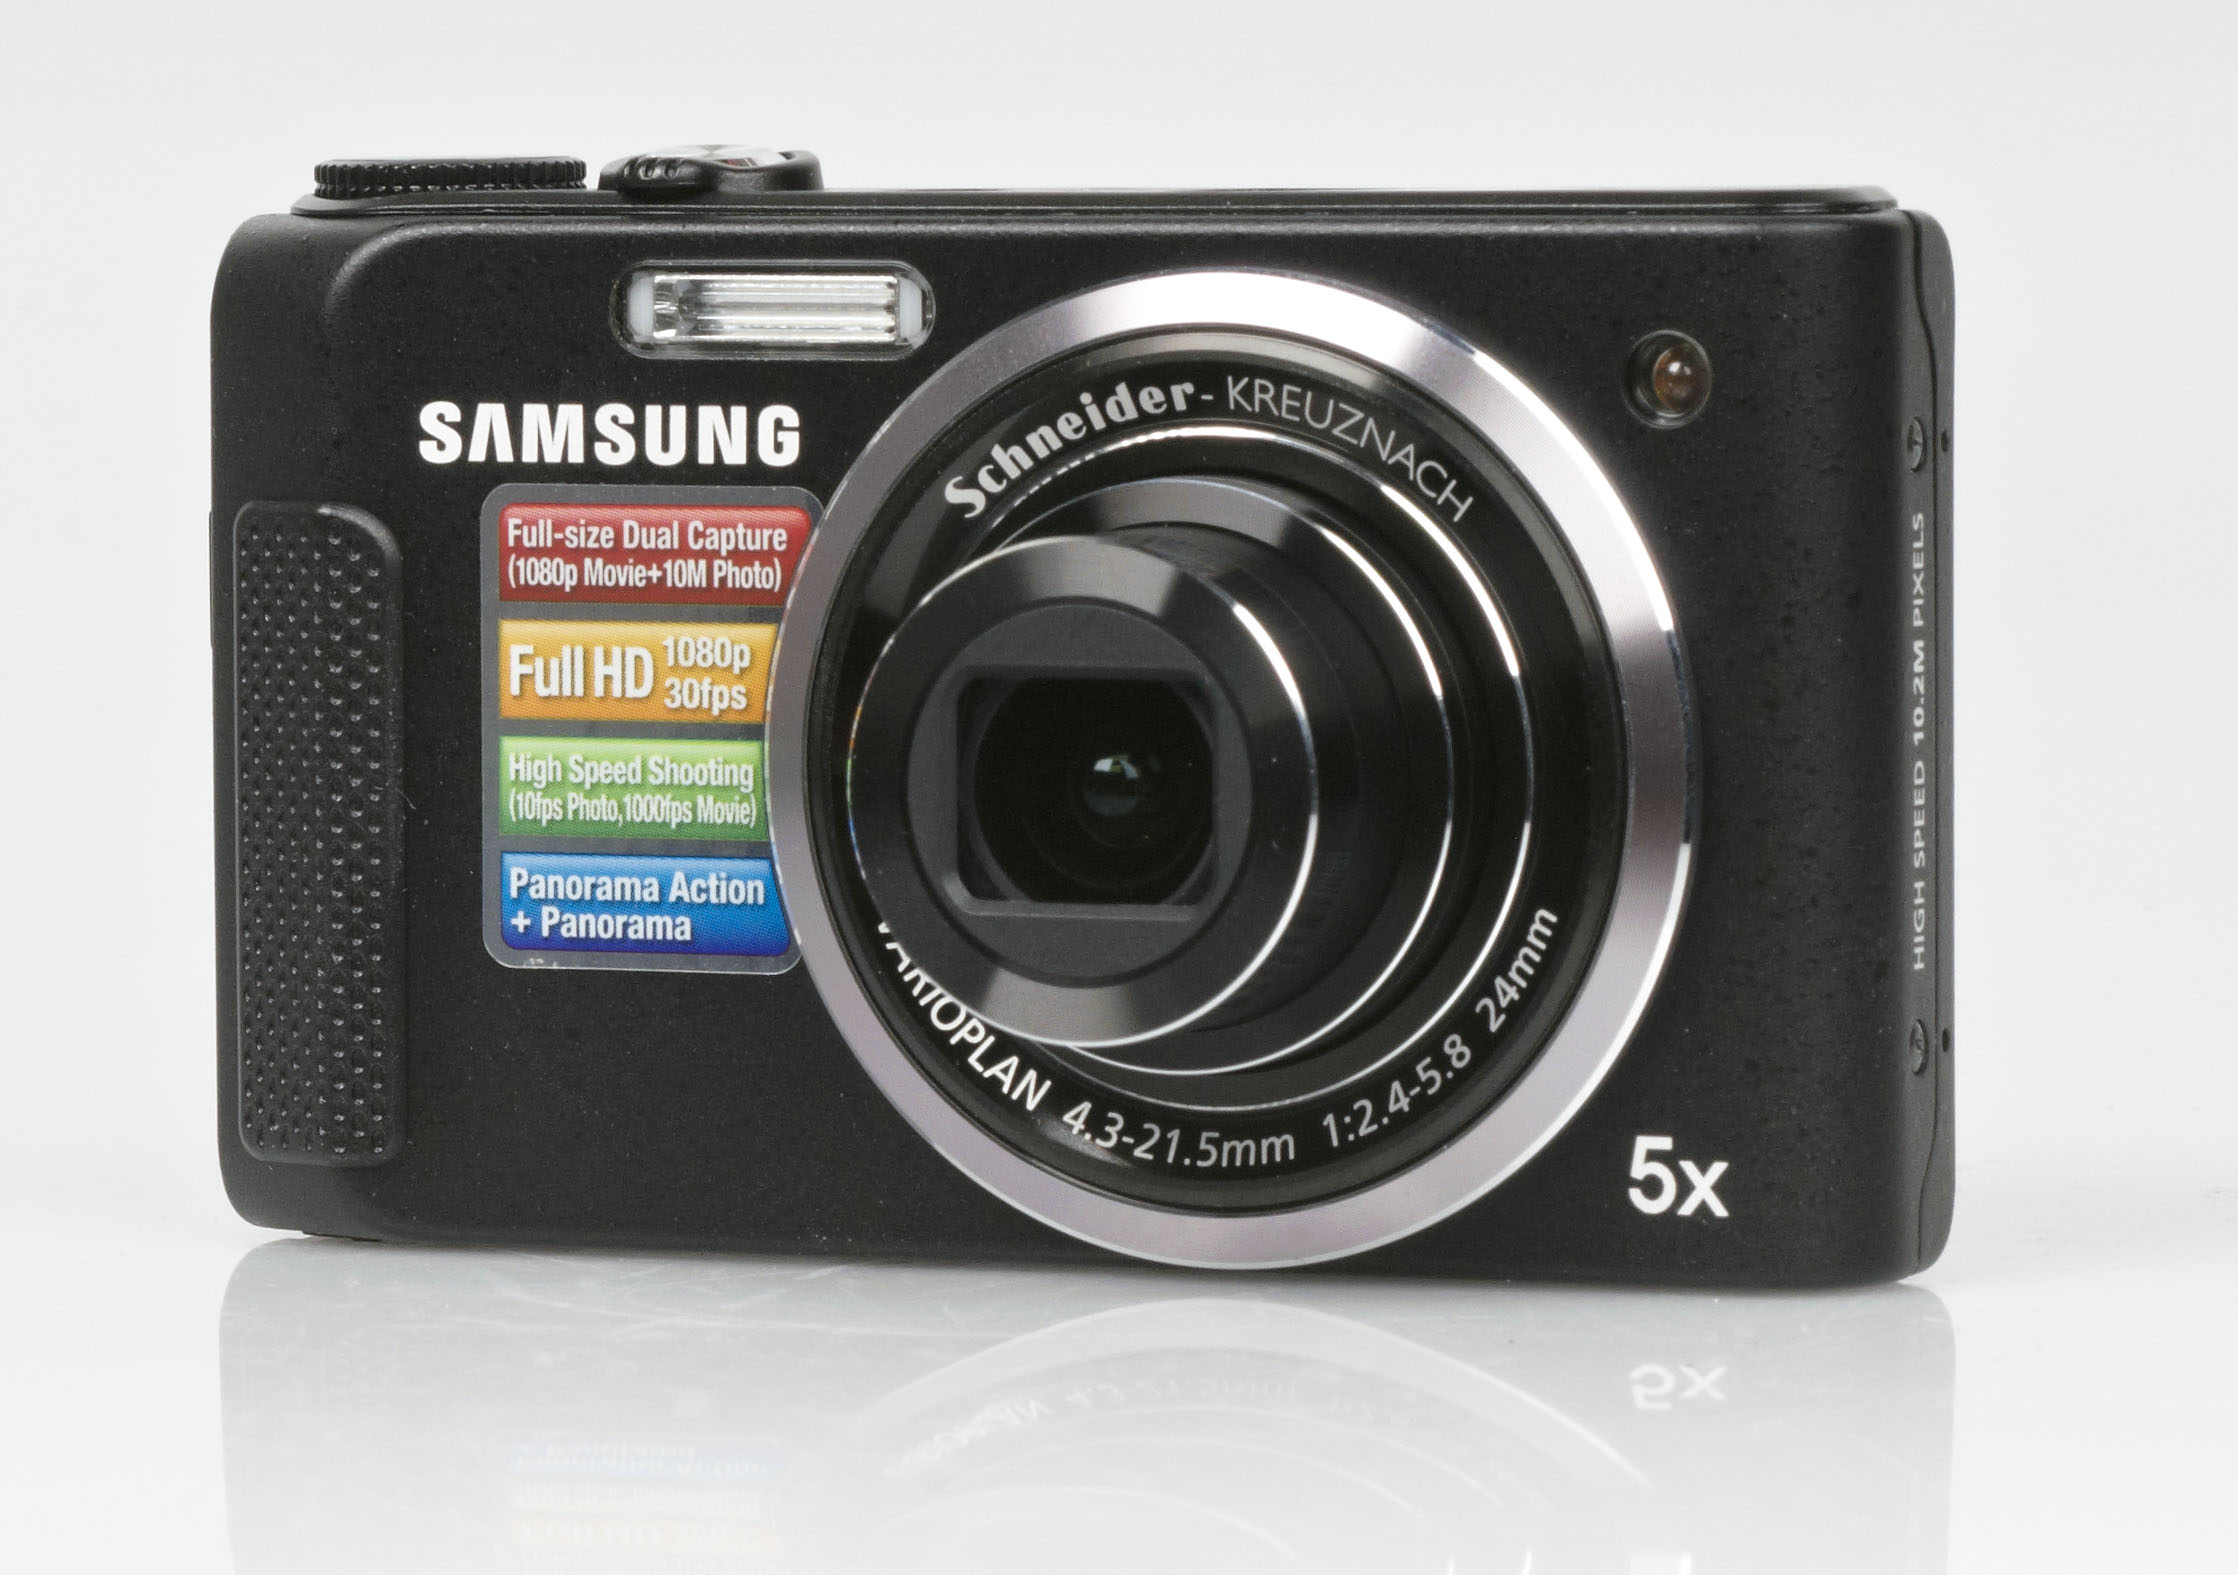 SAMSUNG
Full-size Dual Capture
(1080p Movie+10M Photo)
Full HD 1080p
30fps
High Speed Shooting
(10fps Photo,1000fps Movie)
Panorama Action
+ Panorama
Schneider-KREUZNACH
VARIOPLAN 4.3-21.5mm 1:2.4-5.8 24mm
5x
HIGH SPEED 10.2M PIXELS